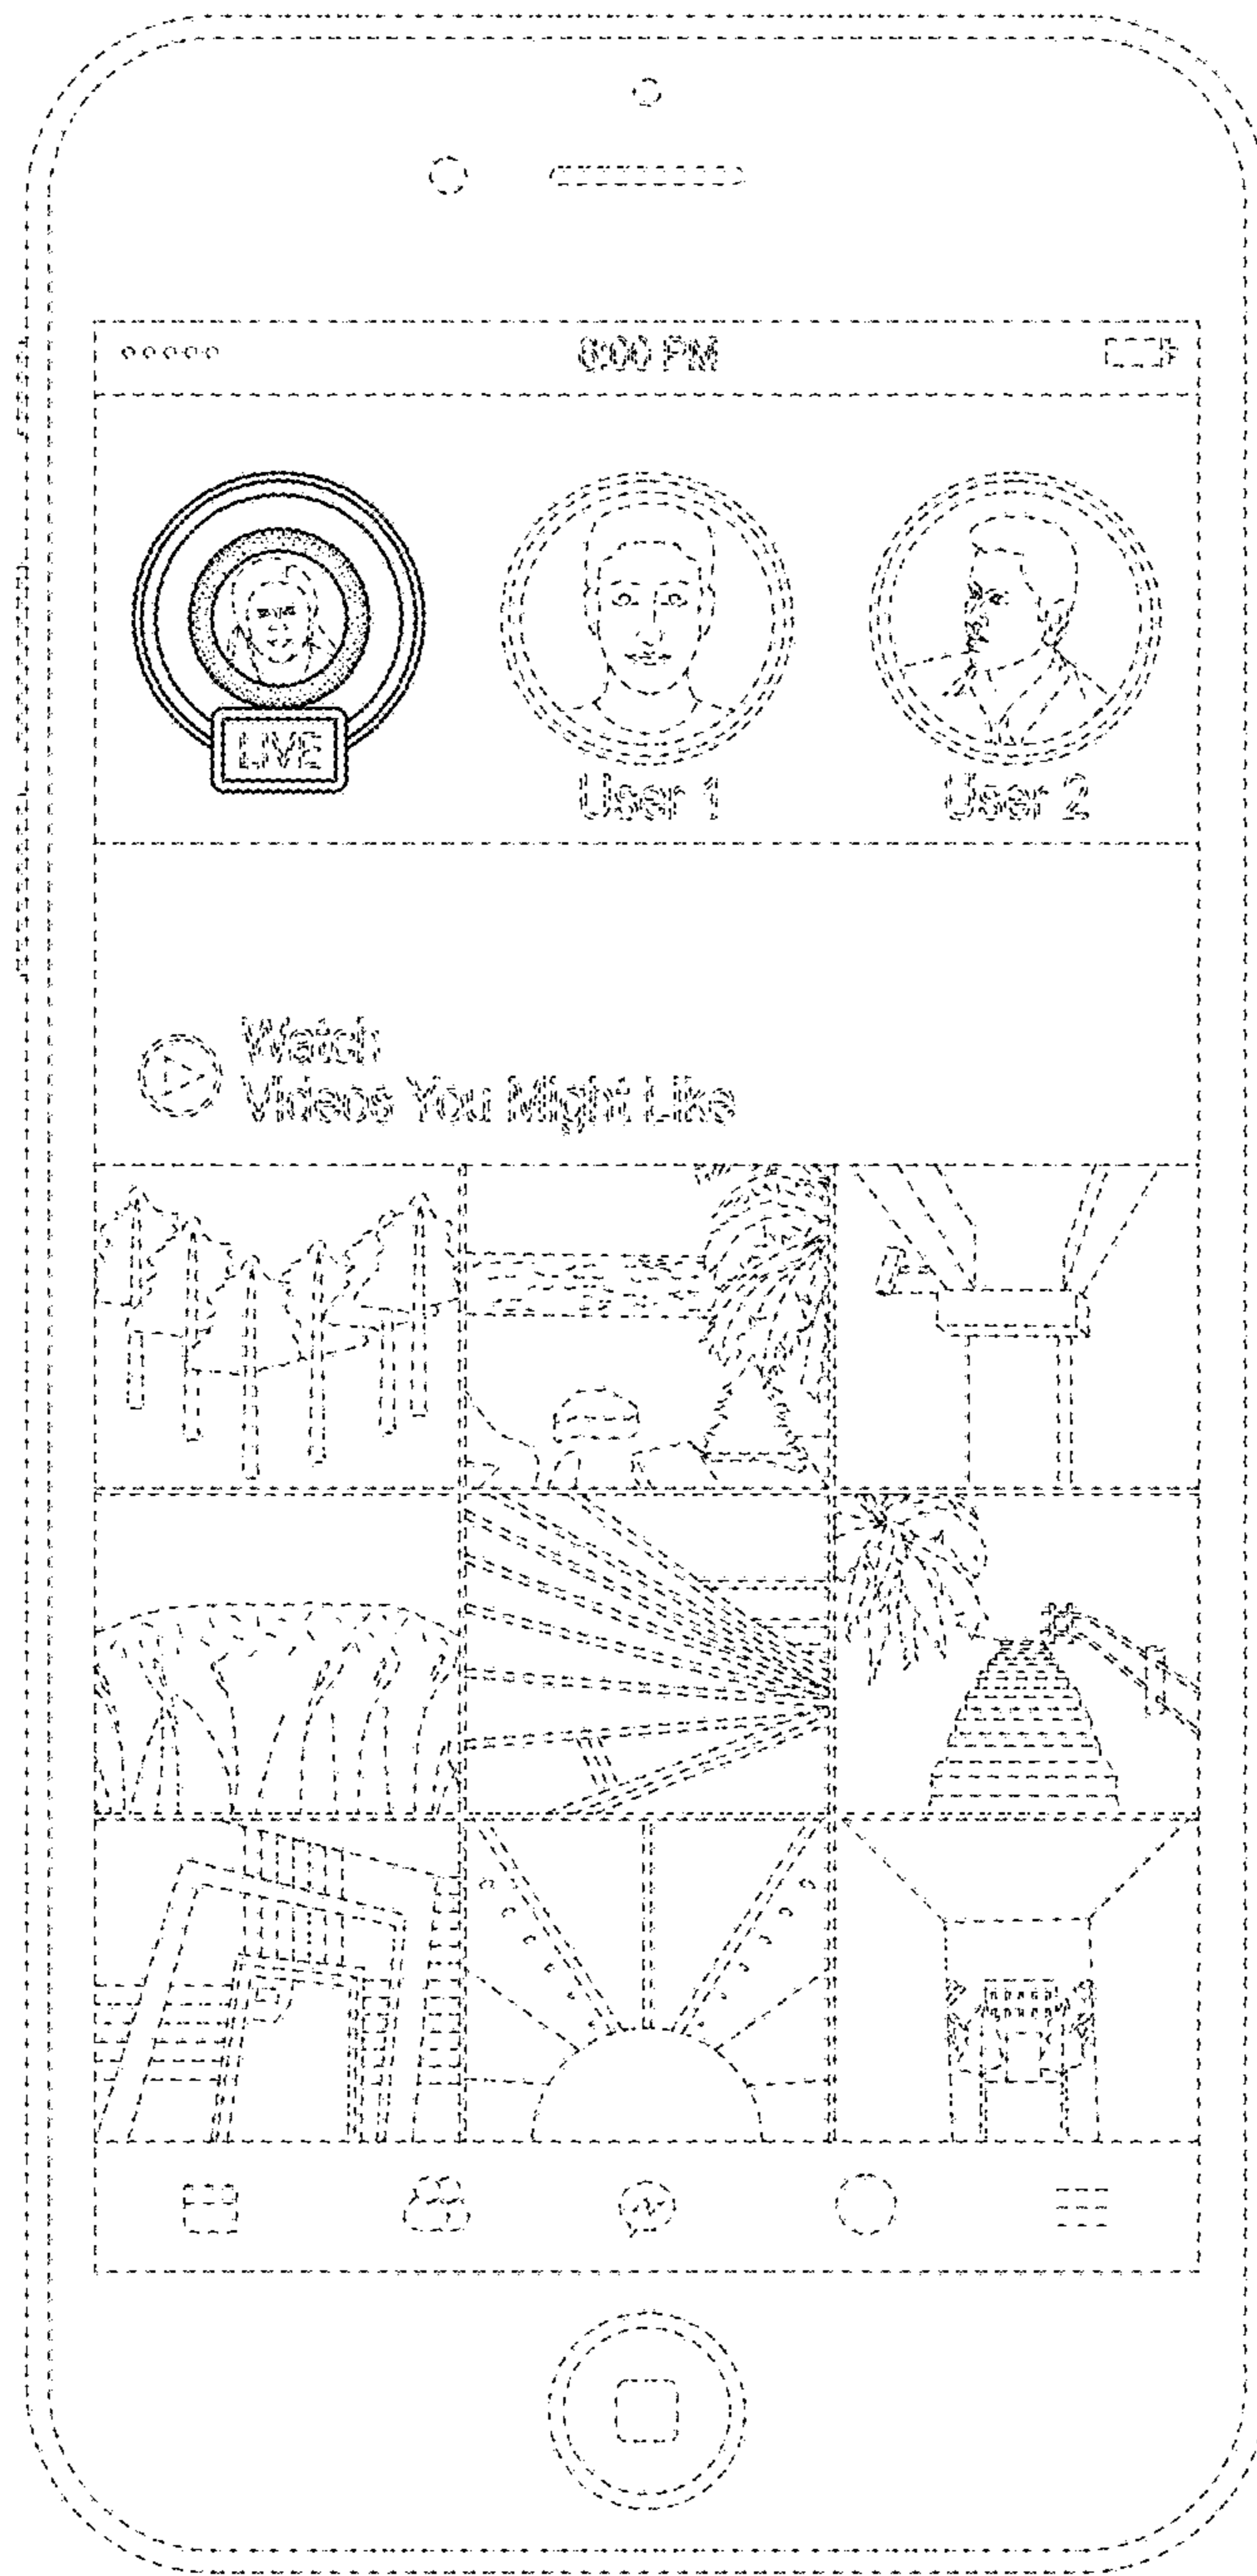 6:00 PM
LIVE
User 1
User 2
Watch
Videos You Might Like